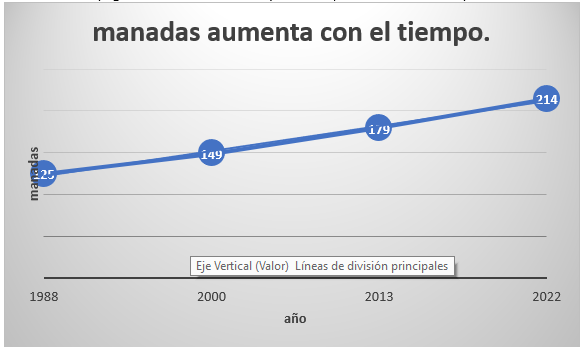 manadas aumenta con el tiempo.
214
179
149
125
manadas
Eje Vertical (Valor) Líneas de división principales
1988 2000 2013 2022
año